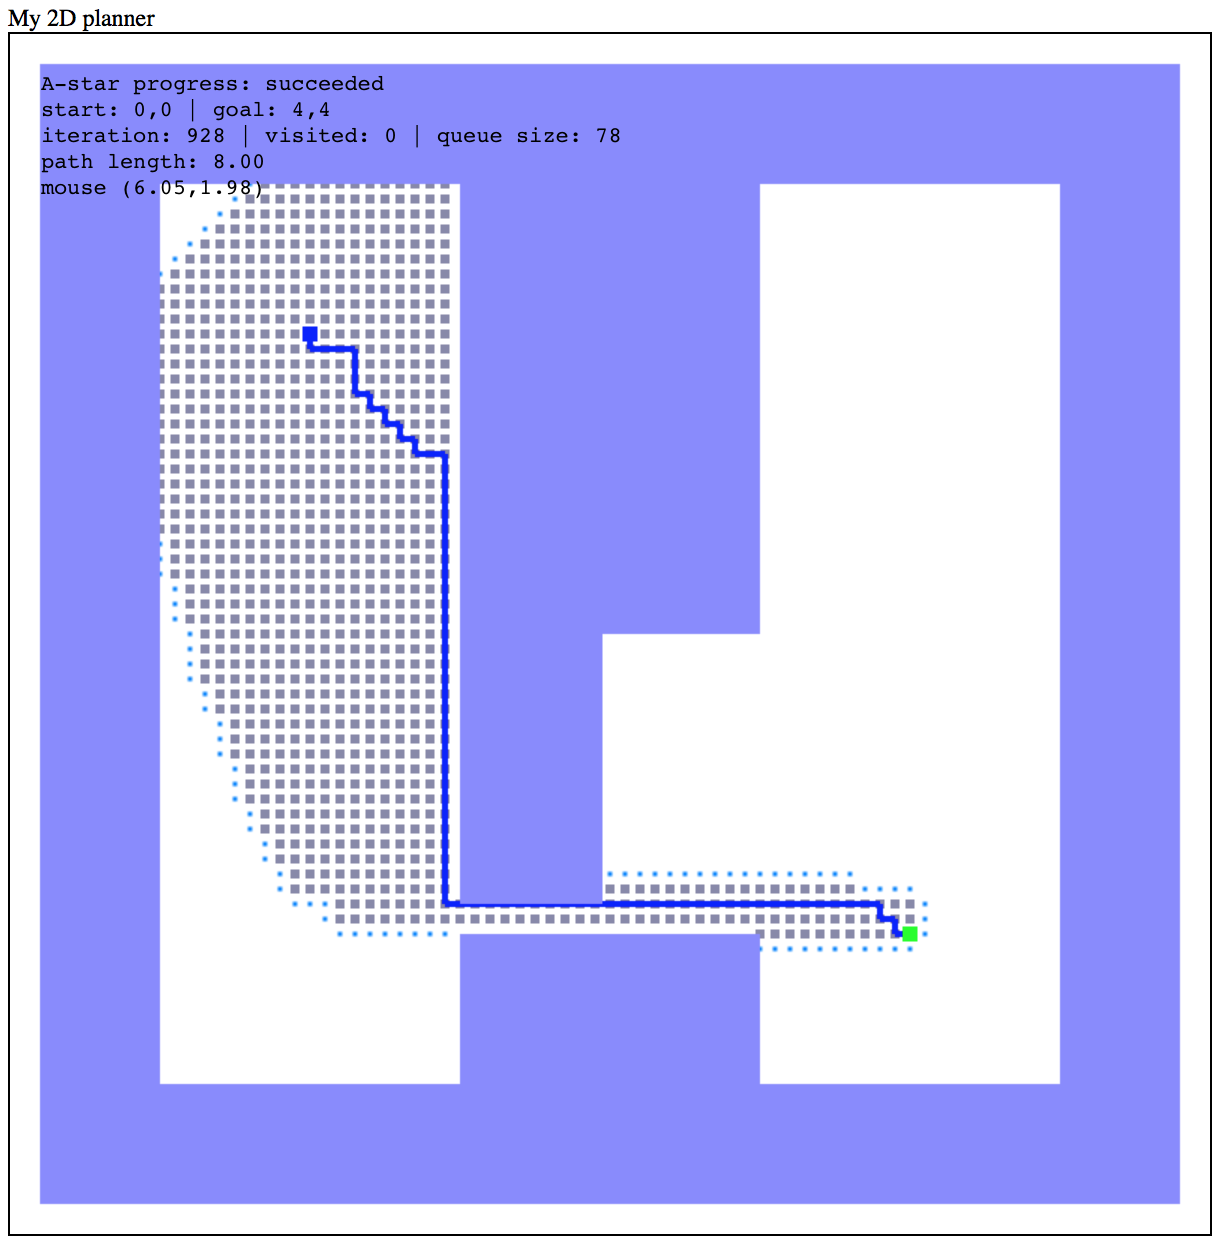 My 2D planner
A-star progress: succeeded
start: 0,0 | goal: 4,4
iteration: 928 | visited: 0 | queue size: 78
path length: 8.00
mouse (6.05,1.98)